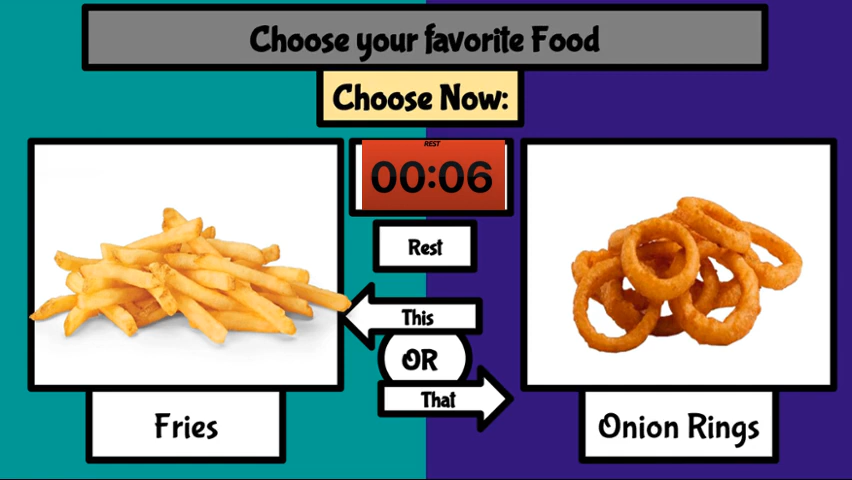 Choose your favorite Food
Choose Now:
REST
00:06
Rest
This
OR
That
Fries
Onion Rings